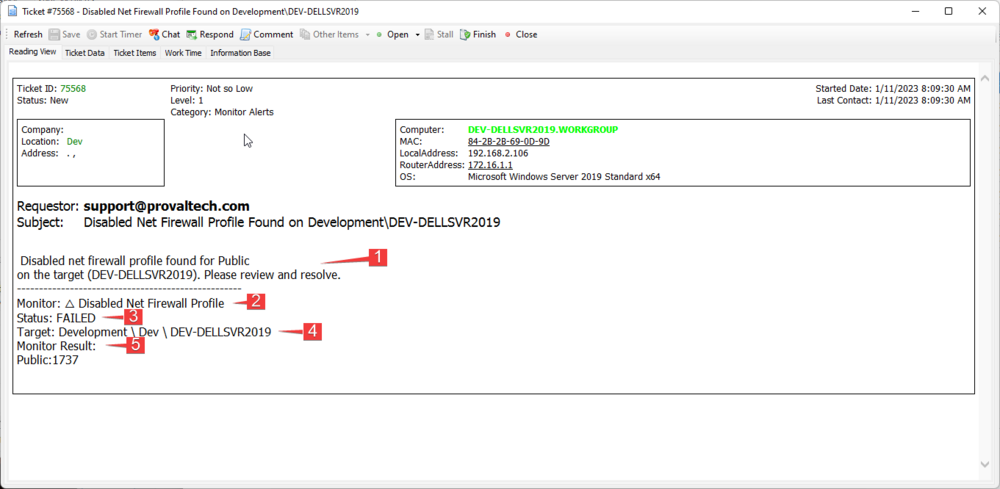 Ticket #75568 - Disabled Net Firewall Profile Found on Development\DEV-DELLSVR2019
Refresh Save Start Timer Chat Respond Comment Other Items Open Stall Finish Close
Reading View Ticket Data Ticket Items Work Time Information Base
Ticket ID: 75568 Priority: Not so Low Started Date: 1/11/2023 8:09:30 AM
Status: New Level: 1 Last Contact: 1/11/2023 8:09:30 AM
Category: Monitor Alerts
Company: Computer: DEV-DELLSVR2019.WORKGROUP
Location: Dev MAC: 84-2B-2B-69-0D-9D
Address: . , LocalAddress: 192.168.2.106
RouterAddress: 172.16.1.1
OS: Microsoft Windows Server 2019 Standard x64
Requestor: support@provaltech.com
Subject: Disabled Net Firewall Profile Found on Development\DEV-DELLSVR2019
Disabled net firewall profile found for Public 1
on the target (DEV-DELLSVR2019). Please review and resolve.
--------------------------------------------------
Monitor: △ Disabled Net Firewall Profile 2
Status: FAILED 3
Target: Development \ Dev \ DEV-DELLSVR2019 4
Monitor Result: 5
Public:1737